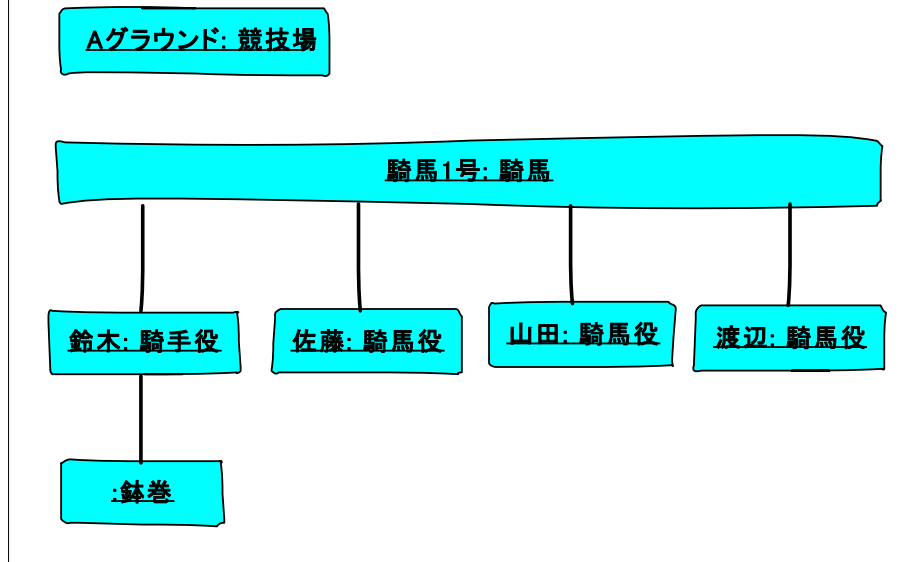 Aグラウンド: 競技場
騎馬1号: 騎馬
鈴木: 騎手役
佐藤: 騎馬役
山田: 騎馬役
渡辺: 騎馬役
:鉢巻